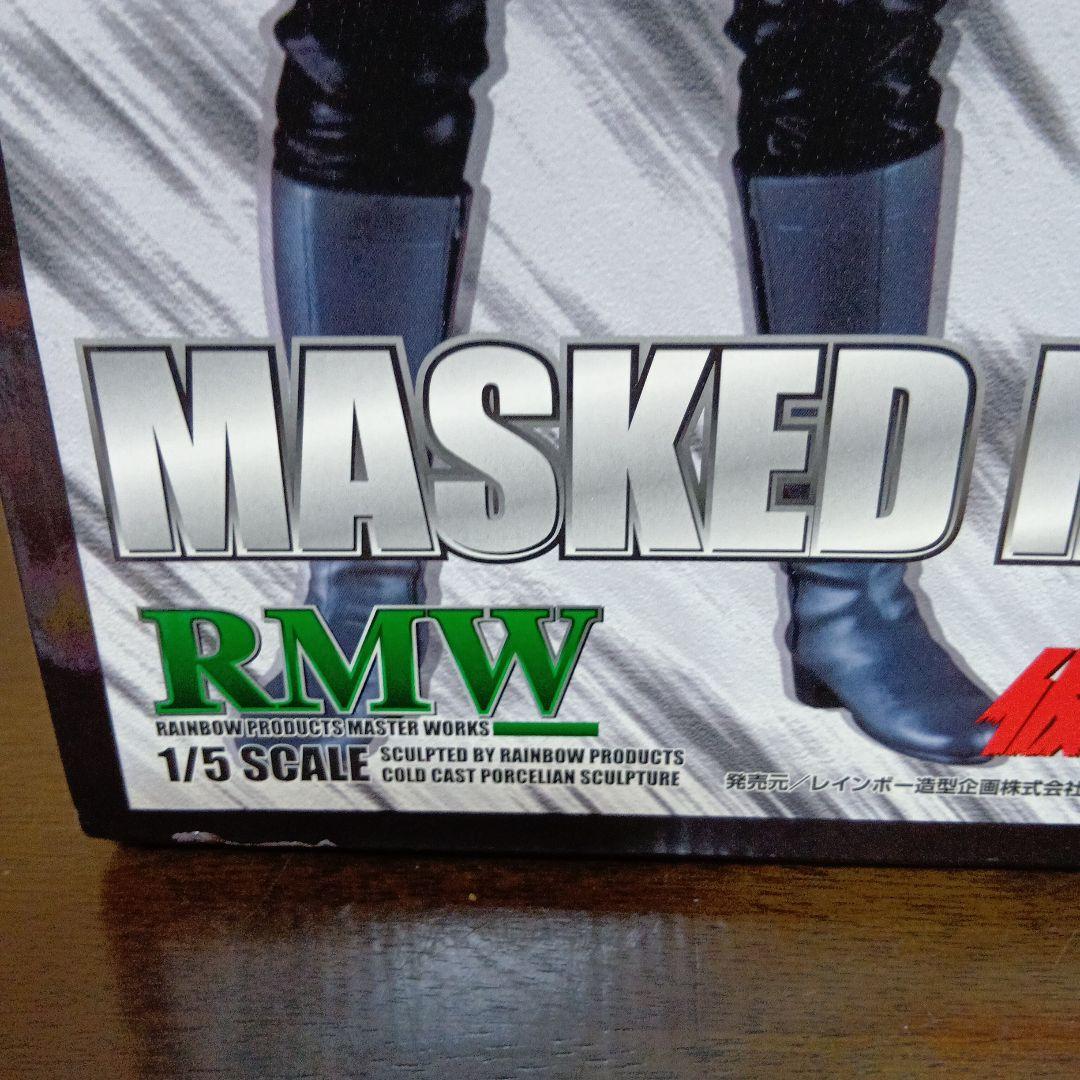 MASKED
RMW
RAINBOW PRODUCTS MASTER WORKS
1/5 SCALE
SCULPTED BY RAINBOW PRODUCTS
COLD CAST PORCELIAN SCULPTURE
発売元/レインボー造型企画株式会社